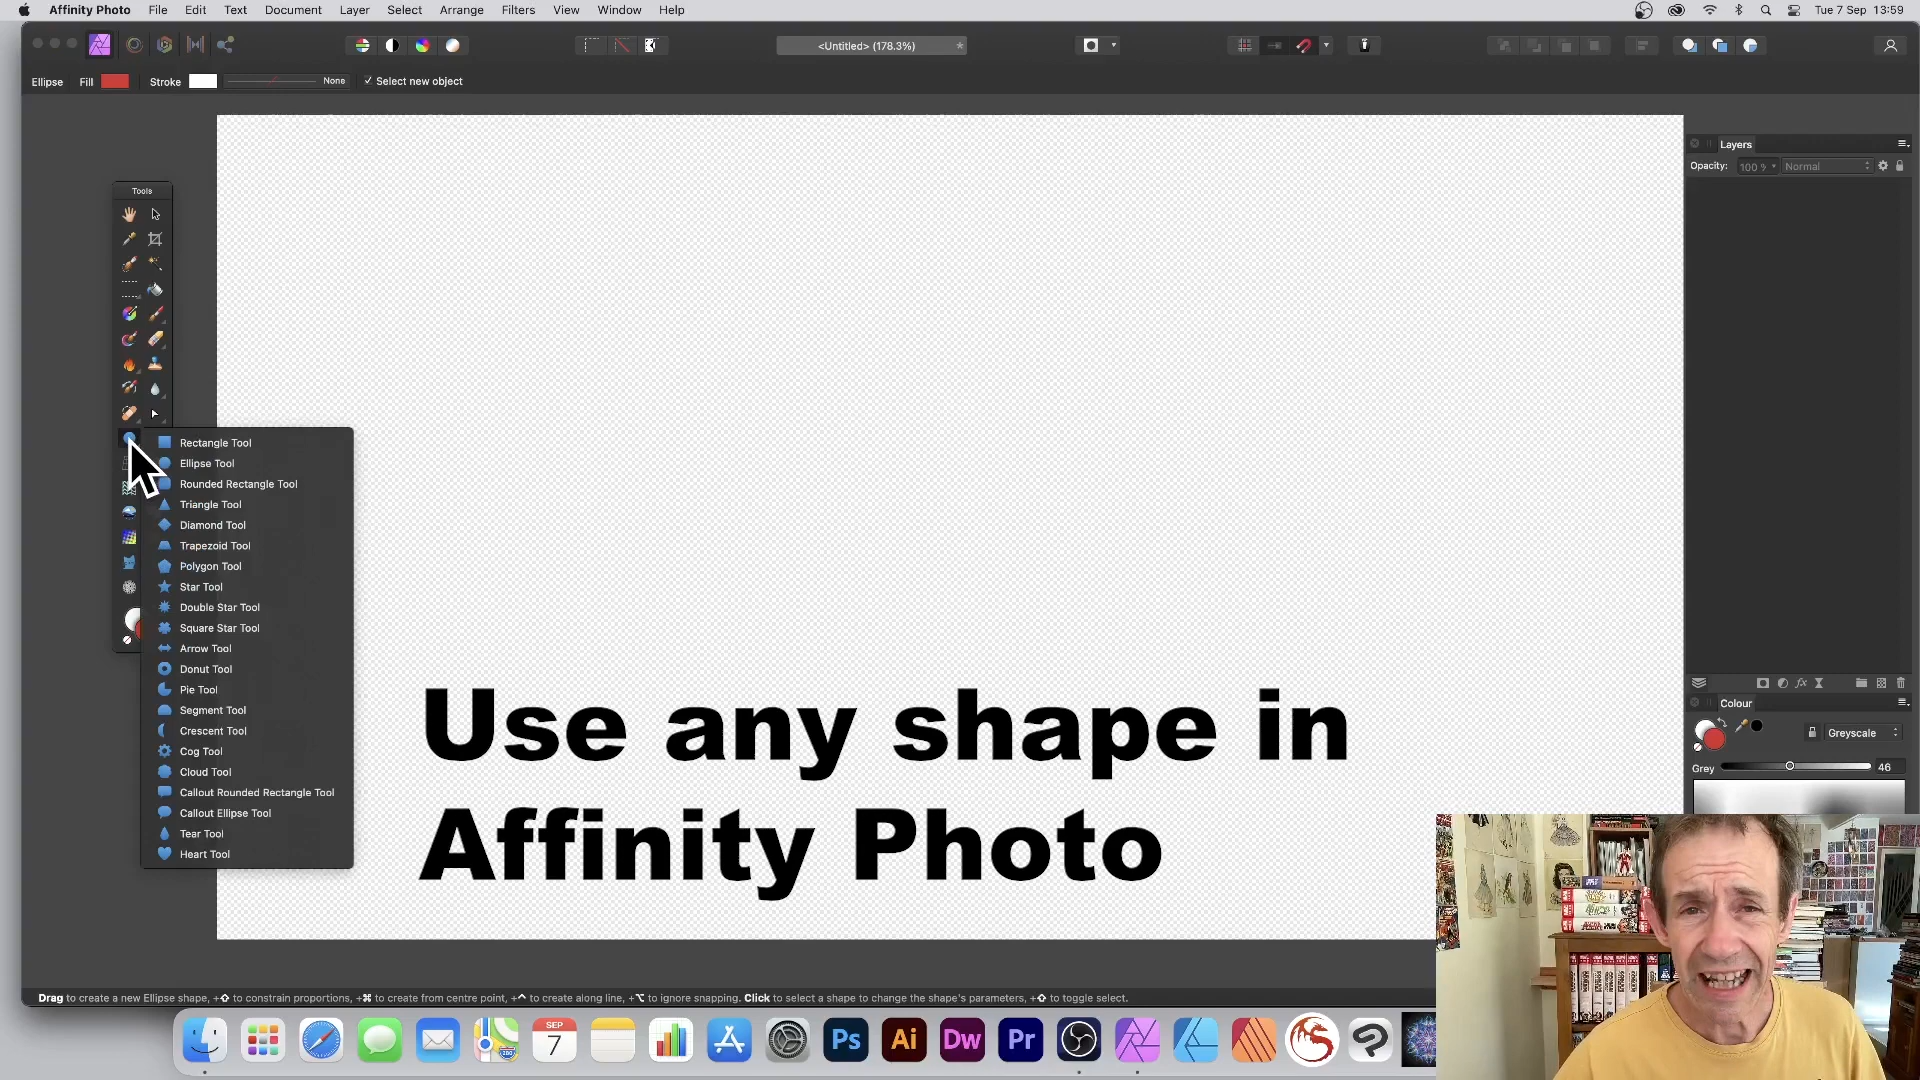 Affinity Photo File Edit Text Document Layer Select Arrange Filters View Window Help Tue 7 Sep 13:59
<Untitled> (178.3%) *
Ellipse Fill Stroke None Select new object
Tools
Layers
Opacity: 100 % Normal
Rectangle Tool
Ellipse Tool
Rounded Rectangle Tool
Triangle Tool
Diamond Tool
Trapezoid Tool
Polygon Tool
Star Tool
Double Star Tool
Square Star Tool
Arrow Tool
Donut Tool
Pie Tool
Segment Tool
Crescent Tool
Cog Tool
Cloud Tool
Callout Rounded Rectangle Tool
Callout Ellipse Tool
Tear Tool
Heart Tool
fx
Colour
Greyscale
Grey 46
Use any shape in
Affinity Photo
Drag to create a new Ellipse shape, +⇧ to constrain proportions, +⌘ to create from centre point, +⌃ to create along line, +⌥ to ignore snapping. Click to select a shape to change the shape's parameters, +⇧ to toggle select.
SEP
7
280
Ps Ai Dw Pr